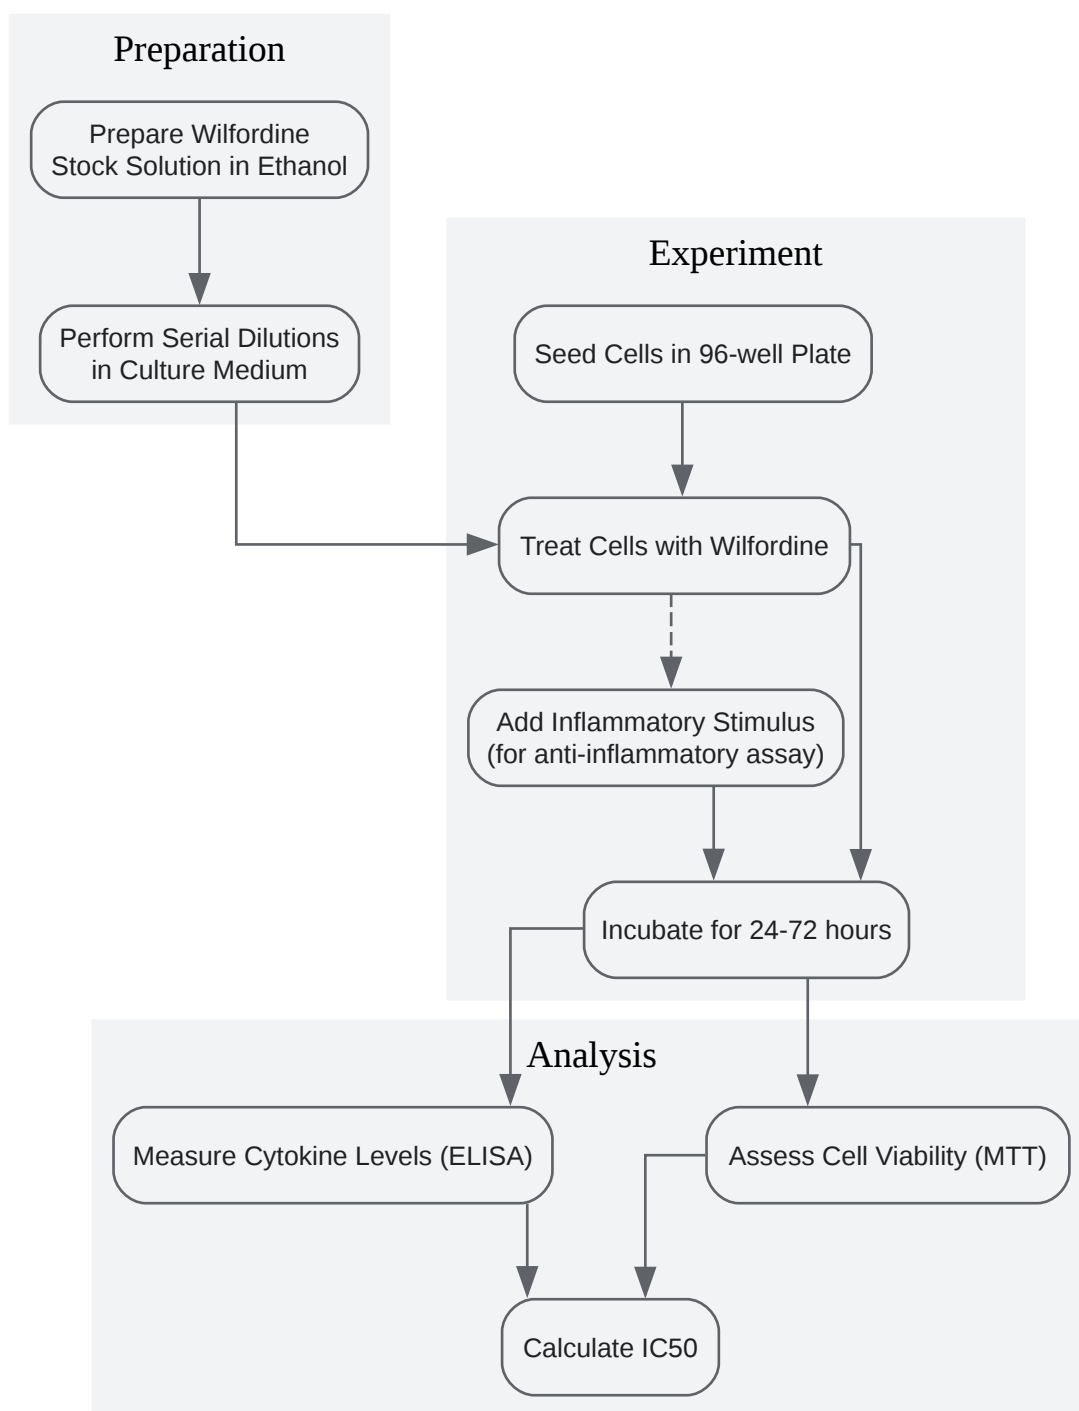 Preparation
Prepare Wilfordine
Stock Solution in Ethanol
Perform Serial Dilutions
in Culture Medium
Experiment
Seed Cells in 96-well Plate
Treat Cells with Wilfordine
Add Inflammatory Stimulus
(for anti-inflammatory assay)
Incubate for 24-72 hours
Analysis
Measure Cytokine Levels (ELISA)
Assess Cell Viability (MTT)
Calculate IC50